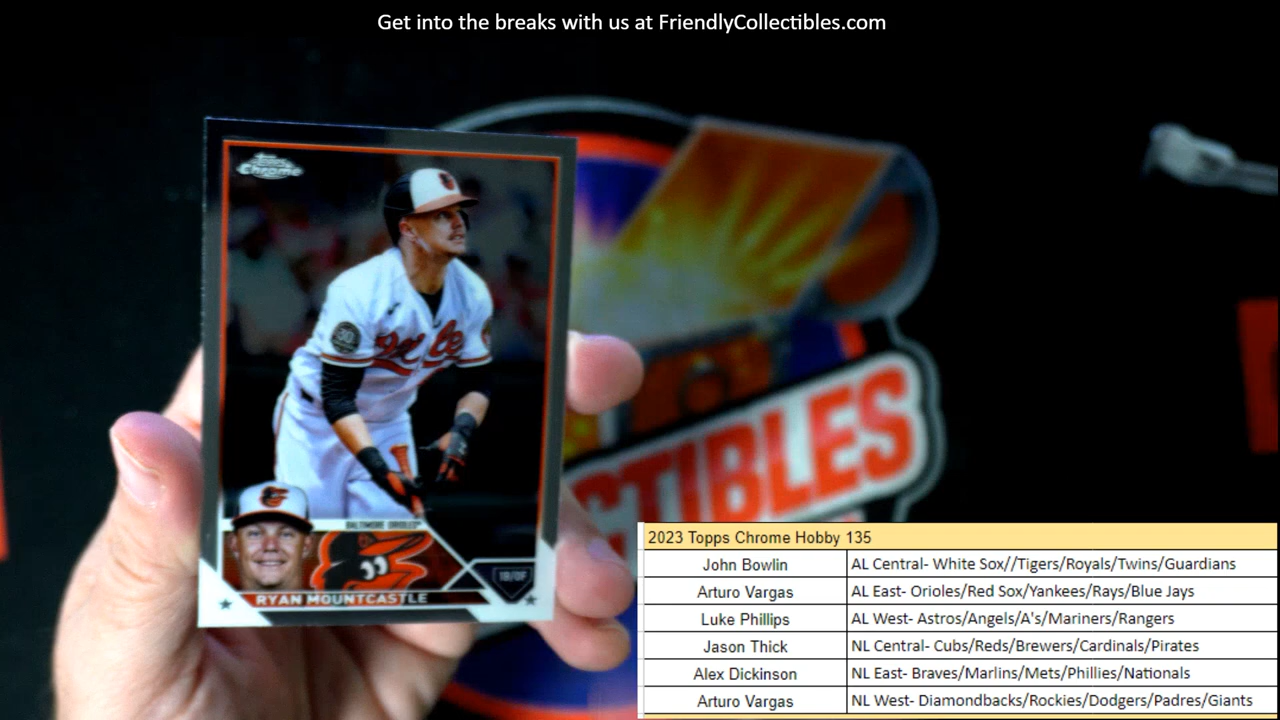 Get into the breaks with us at FriendlyCollectibles.com
Topps
Chrome
30
BALTIMORE ORIOLES
1B/OF
RYAN MOUNTCASTLE
CTIBLES
2023 Topps Chrome Hobby 135
John Bowlin AL Central- White Sox//Tigers/Royals/Twins/Guardians
Arturo Vargas AL East- Orioles/Red Sox/Yankees/Rays/Blue Jays
Luke Phillips AL West- Astros/Angels/A's/Mariners/Rangers
Jason Thick NL Central- Cubs/Reds/Brewers/Cardinals/Pirates
Alex Dickinson NL East- Braves/Marlins/Mets/Phillies/Nationals
Arturo Vargas NL West- Diamondbacks/Rockies/Dodgers/Padres/Giants